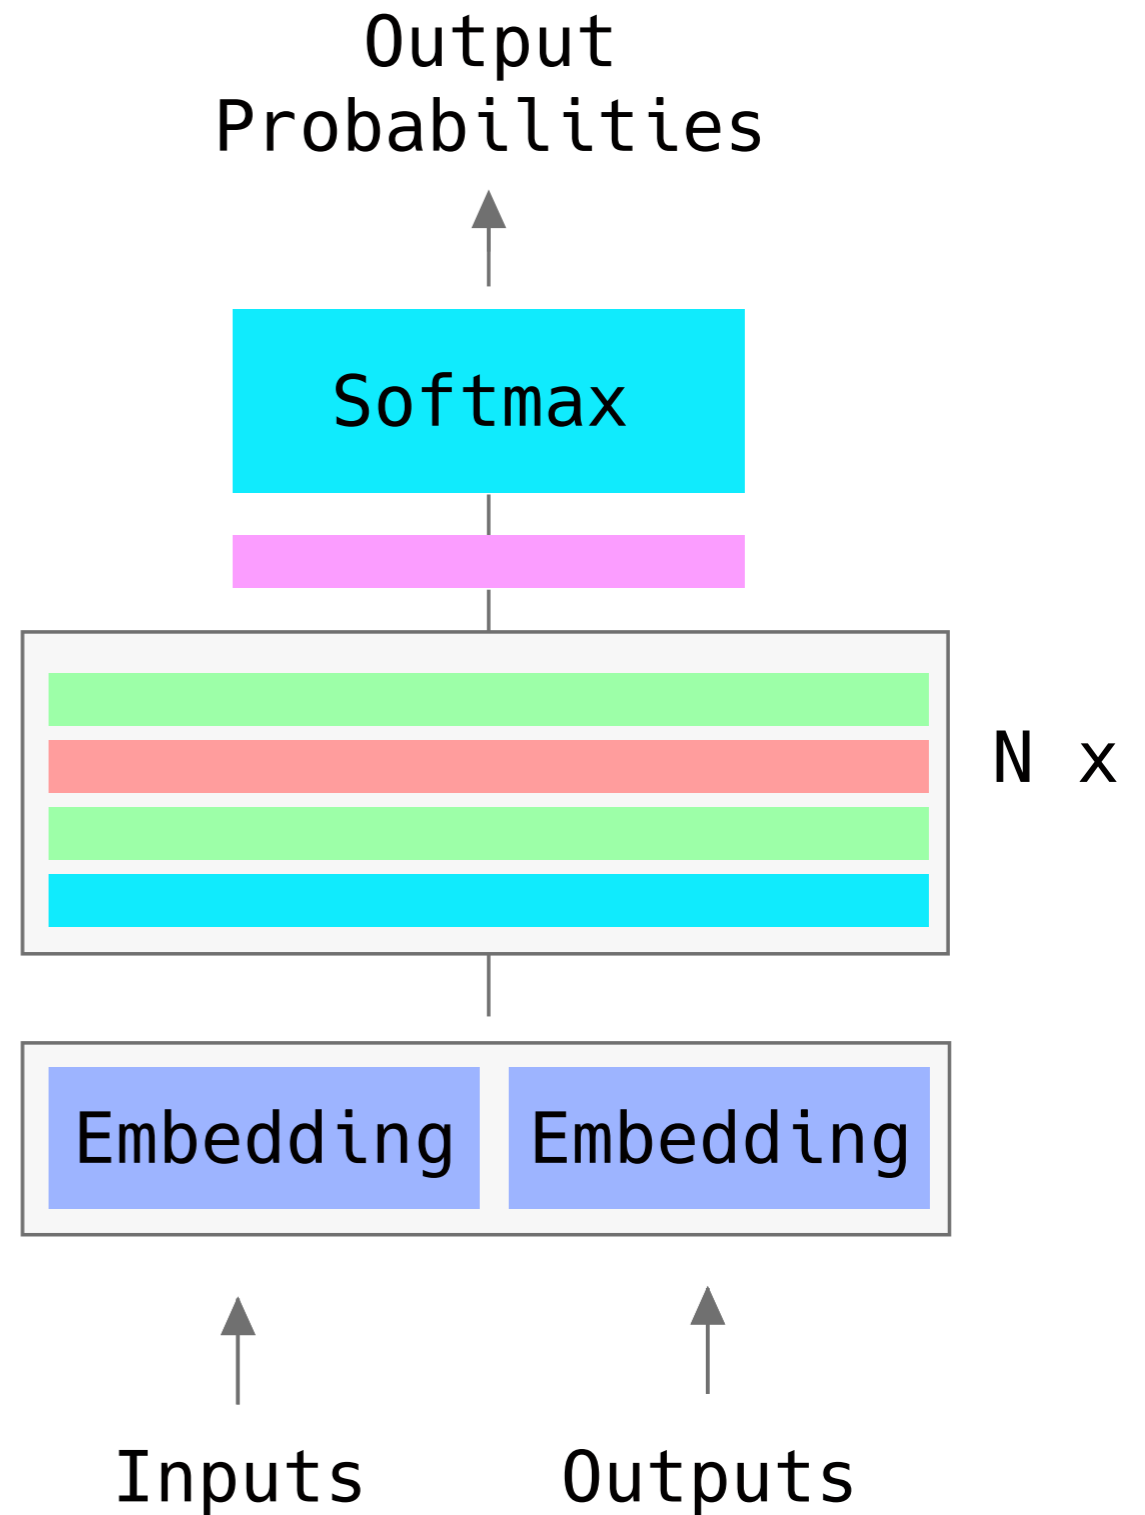 Output
Probabilities
Softmax
N x
Embedding Embedding
Inputs Outputs